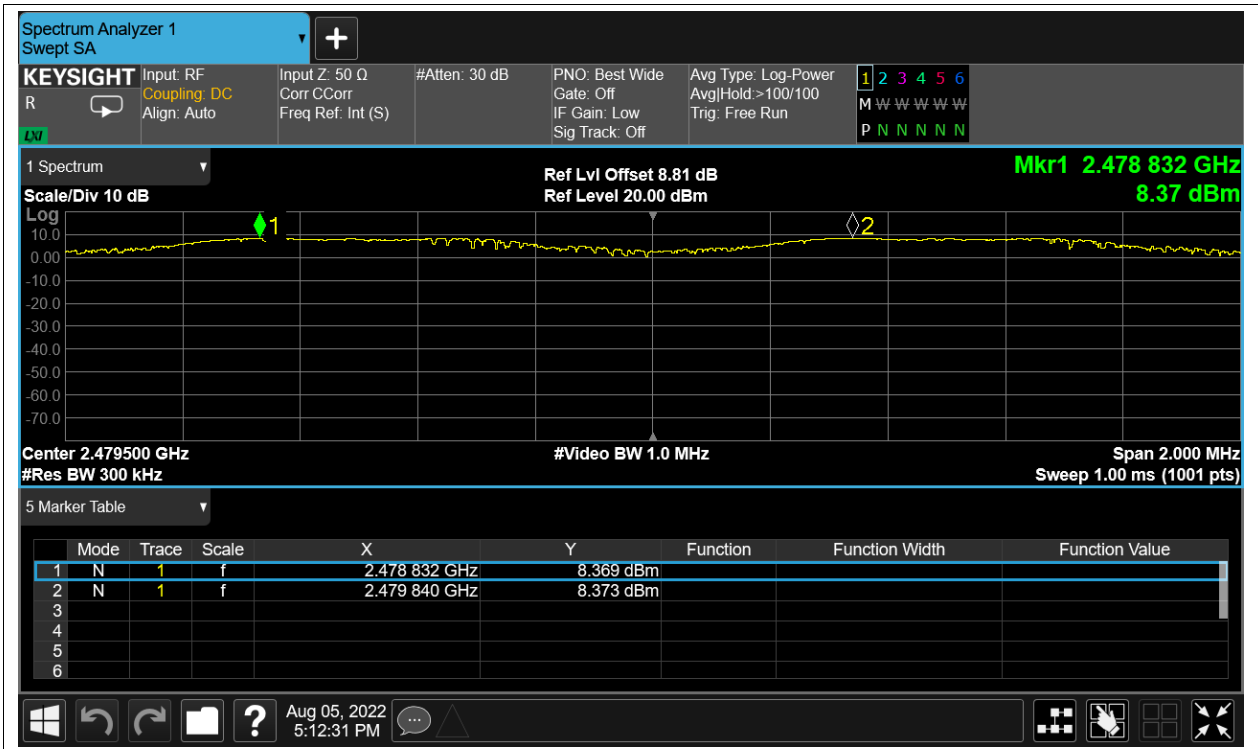 Spectrum Analyzer 1
Swept SA
KEYSIGHT
R
LXI
Input: RF
Coupling: DC
Align: Auto
Input Z: 50 Ω
Corr CCorr
Freq Ref: Int (S)
#Atten: 30 dB
PNO: Best Wide
Gate: Off
IF Gain: Low
Sig Track: Off
Avg Type: Log-Power
Avg|Hold:>100/100
Trig: Free Run
1 2 3 4 5 6
M W W W W W
P N N N N N
1 Spectrum
Scale/Div 10 dB
Ref Lvl Offset 8.81 dB
Ref Level 20.00 dBm
Mkr1 2.478 832 GHz
8.37 dBm
Log
1
2
10.0
0.00
-10.0
-20.0
-30.0
-40.0
-50.0
-60.0
-70.0
Center 2.479500 GHz
#Video BW 1.0 MHz
Span 2.000 MHz
#Res BW 300 kHz
Sweep 1.00 ms (1001 pts)
5 Marker Table
Mode Trace Scale X Y Function Function Width Function Value
1 N 1 f 2.478 832 GHz 8.369 dBm
2 N 1 f 2.479 840 GHz 8.373 dBm
3
4
5
6
?
Aug 05, 2022
5:12:31 PM